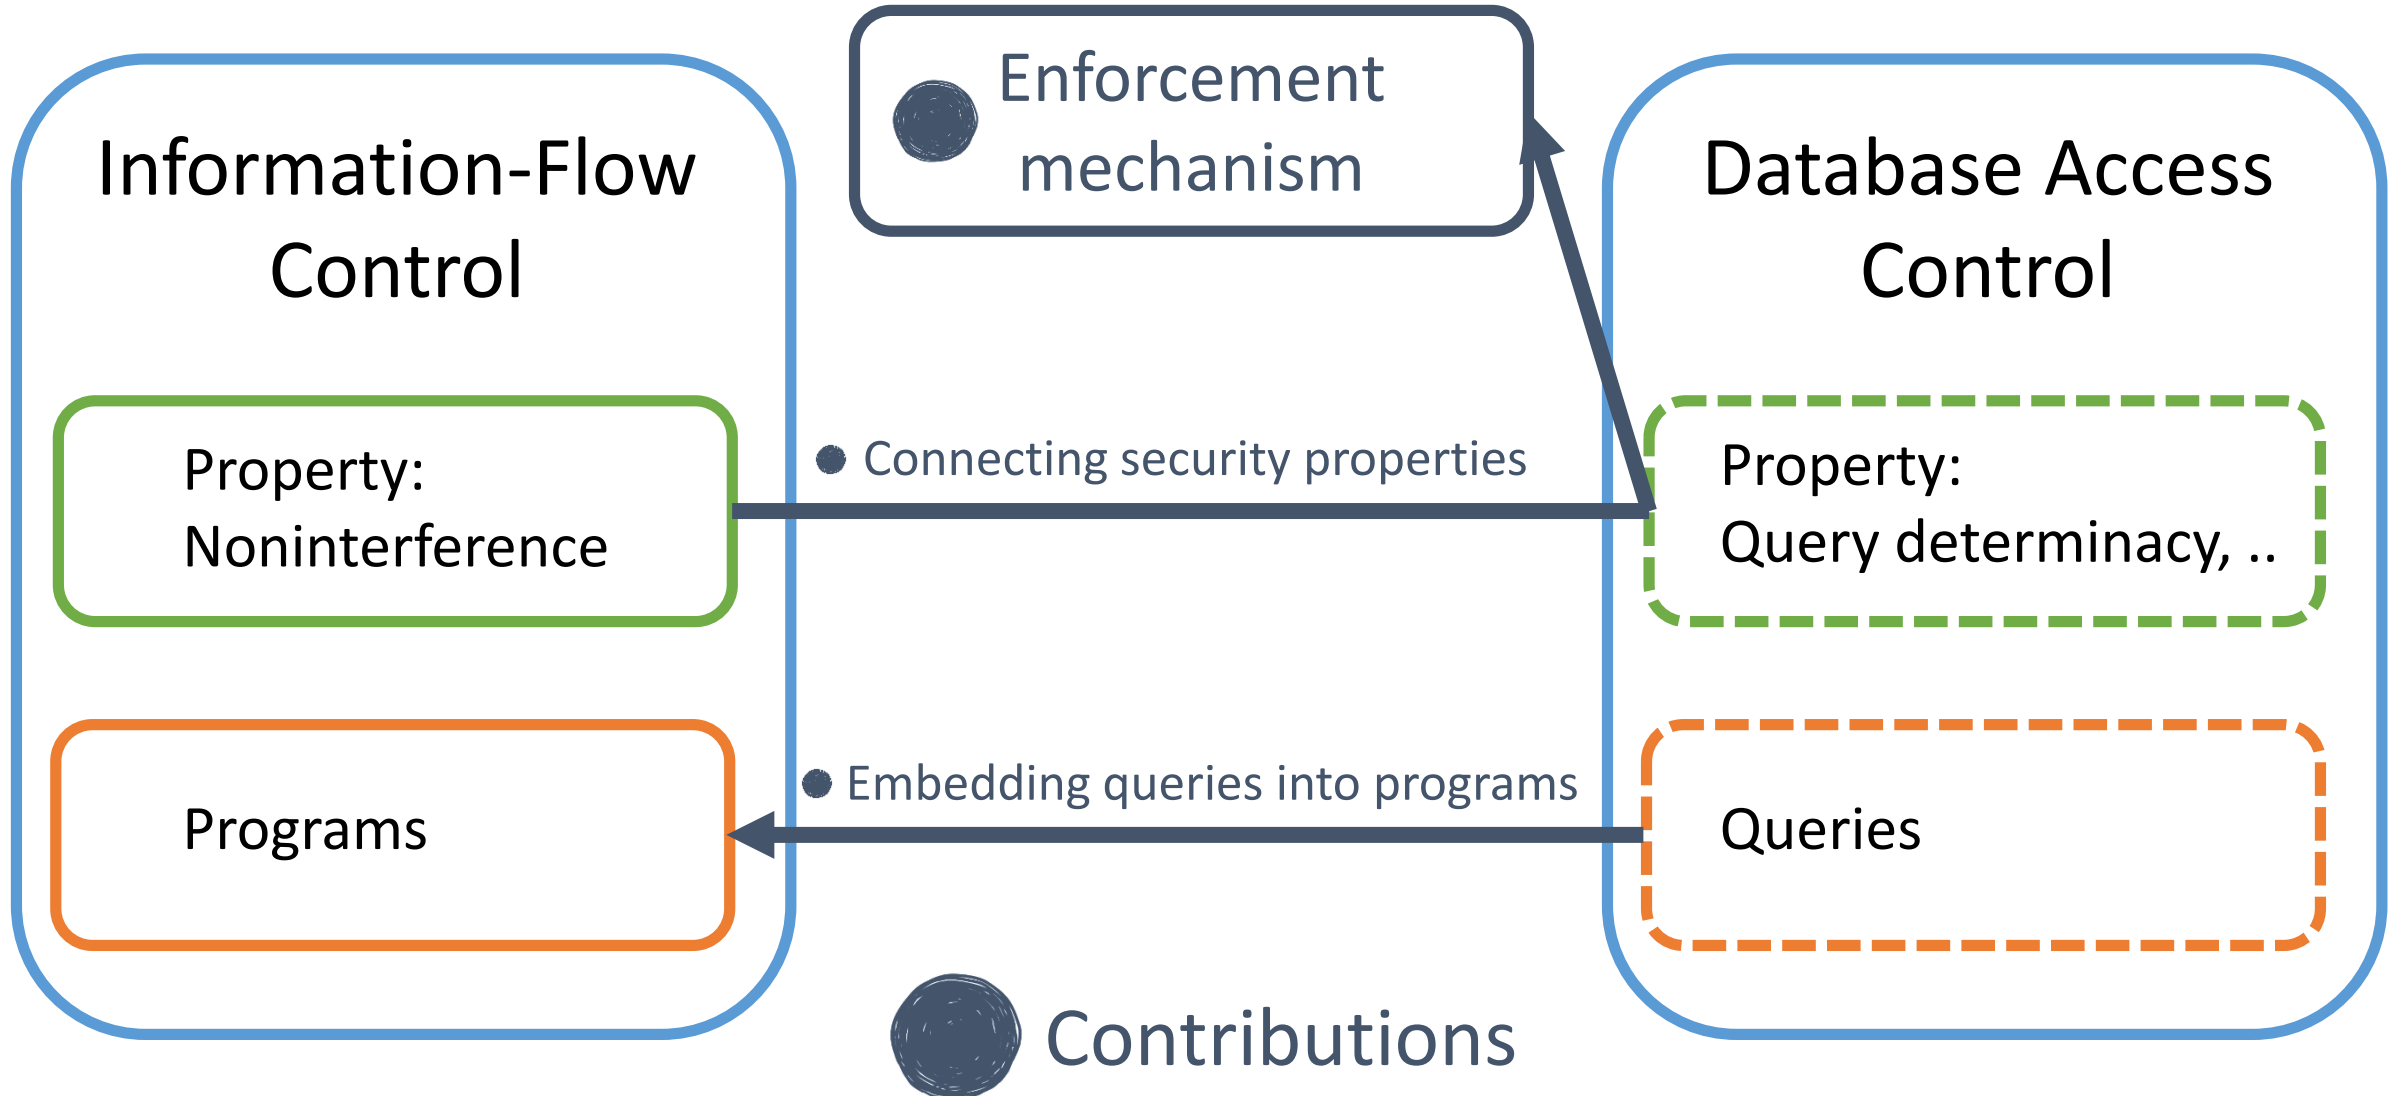 Enforcement
mechanism
Information-Flow
Control
Database Access
Control
Property:
Noninterference
Connecting security properties
Property:
Query determinacy, ..
Programs
Embedding queries into programs
Queries
Contributions